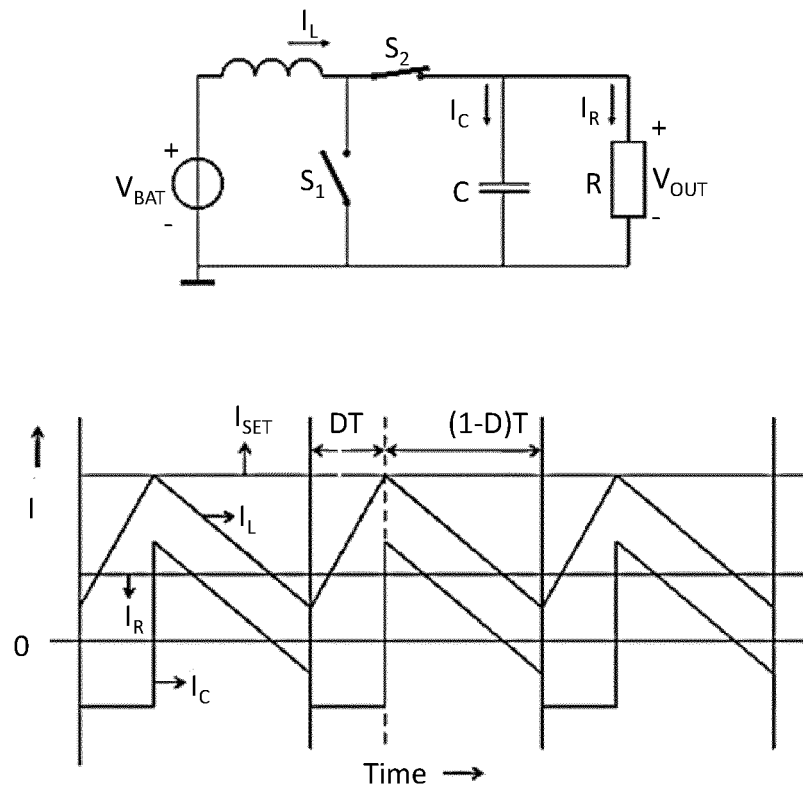 I_L
S_2
I_C
I_R
+
+
V_BAT
S_1
C
R
V_OUT
-
-
I_SET
DT
(1-D)T
I
I_L
I_R
0
I_C
Time